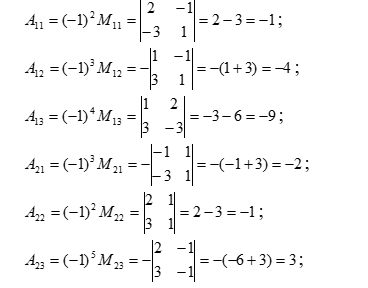 A₁₁ = (−1)² M₁₁ = |2 −1; −3 1| = 2 − 3 = −1;
A₁₂ = (−1)³ M₁₂ = −|1 −1; 3 1| = −(1+3) = −4;
A₁₃ = (−1)⁴ M₁₃ = |1 2; 3 −3| = −3 − 6 = −9;
A₂₁ = (−1)³ M₂₁ = −|−1 1; −3 1| = −(−1+3) = −2;
A₂₂ = (−1)² M₂₂ = |2 1; 3 1| = 2 − 3 = −1;
A₂₃ = (−1)⁵ M₂₃ = −|2 −1; 3 −1| = −(−6+3) = 3;